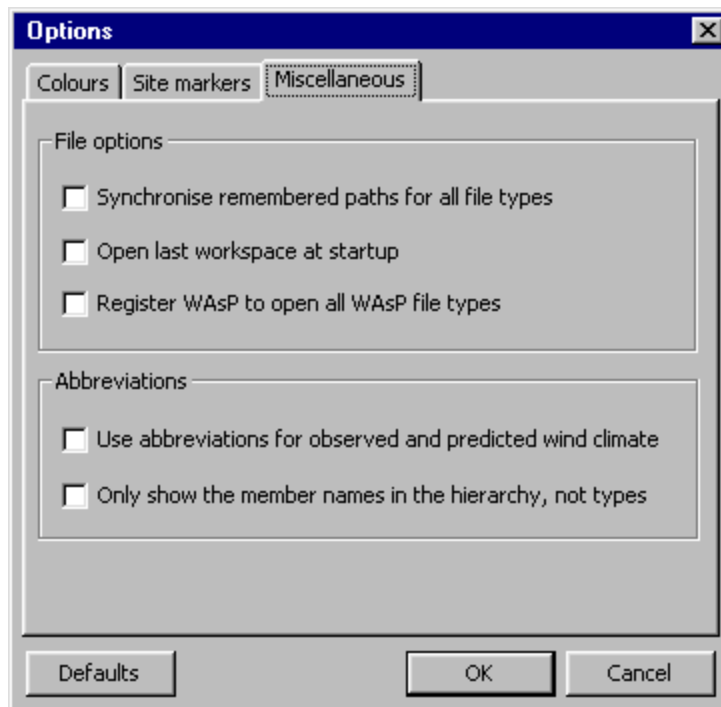 Options
Colours
Site markers
Miscellaneous
File options
Synchronise remembered paths for all file types
Open last workspace at startup
Register WAsP to open all WAsP file types
Abbreviations
Use abbreviations for observed and predicted wind climate
Only show the member names in the hierarchy, not types
Defaults
OK
Cancel